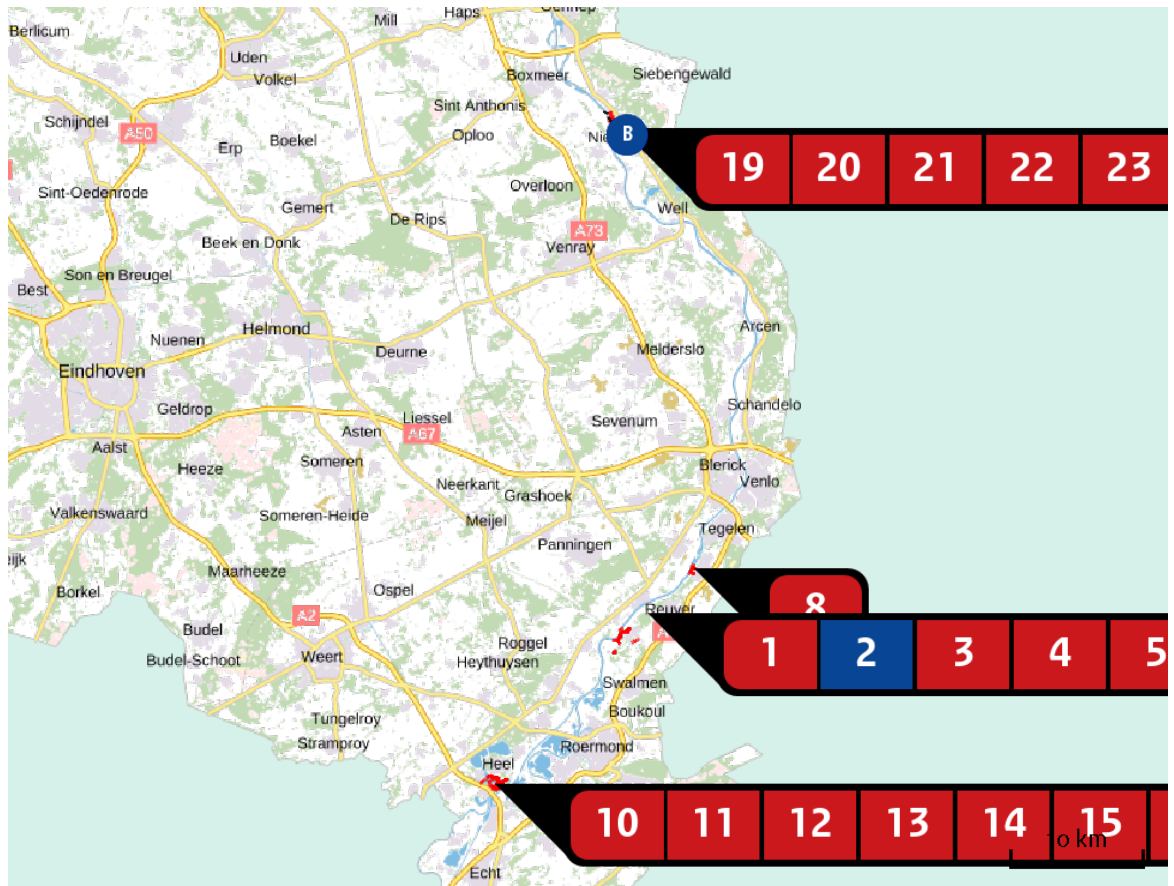 Haps
Gennep
Mill
Berlicum
Uden
Volkel
Boxmeer
Siebengewald
Sint Anthonis
Schijndel
A50
Erp
Boekel
Oploo
B
19 20 21 22 23
Sint-Oedenrode
Overloon
Gemert
De Rips
Well
A73
Beek en Donk
Venray
Son en Breugel
Best
Arcen
Nuenen
Helmond
Deurne
Melderslo
Eindhoven
Geldrop
Liessel
A67
Sevenum
Schandelo
Asten
Aalst
Heeze
Someren
Blerick
Venlo
Neerkant
Grashoek
Valkenswaard
Someren-Heide
Meijel
Tegelen
Panningen
Maarheeze
Borkel
Ospel
8
Reuver
A2
Budel
1 2 3 4 5
Roggel
Budel-Schoot
Weert
Heythuysen
Swalmen
Tungelroy
Boukoul
Stramproy
Roermond
Heel
10 11 12 13 14 15
10 km
Echt